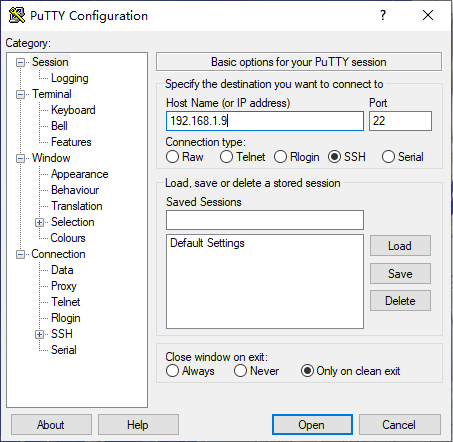 PuTTY Configuration
?
Category:
Session
Logging
Terminal
Keyboard
Bell
Features
Window
Appearance
Behaviour
Translation
Selection
Colours
Connection
Data
Proxy
Telnet
Rlogin
SSH
Serial
Basic options for your PuTTY session
Specify the destination you want to connect to
Host Name (or IP address) Port
192.168.1.9 22
Connection type:
Raw Telnet Rlogin SSH Serial
Load, save or delete a stored session
Saved Sessions
Default Settings
Load
Save
Delete
Close window on exit:
Always Never Only on clean exit
About Help Open Cancel